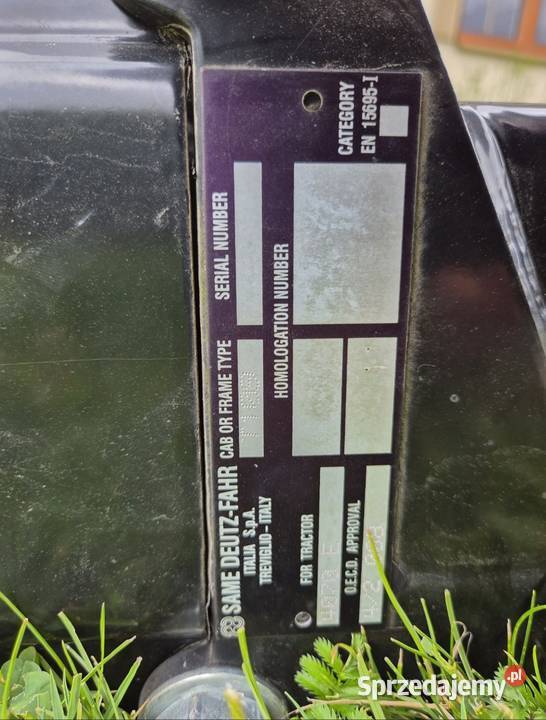 SAME DEUTZ-FAHR
ITALIA S.p.A.
TREVIGLIO - ITALY
CAB OR FRAME TYPE
SERIAL NUMBER
HOMOLOGATION NUMBER
CATEGORY
EN 15695-1
FOR TRACTOR
O.E.C.D. APPROVAL
Sprzedajemy.pl